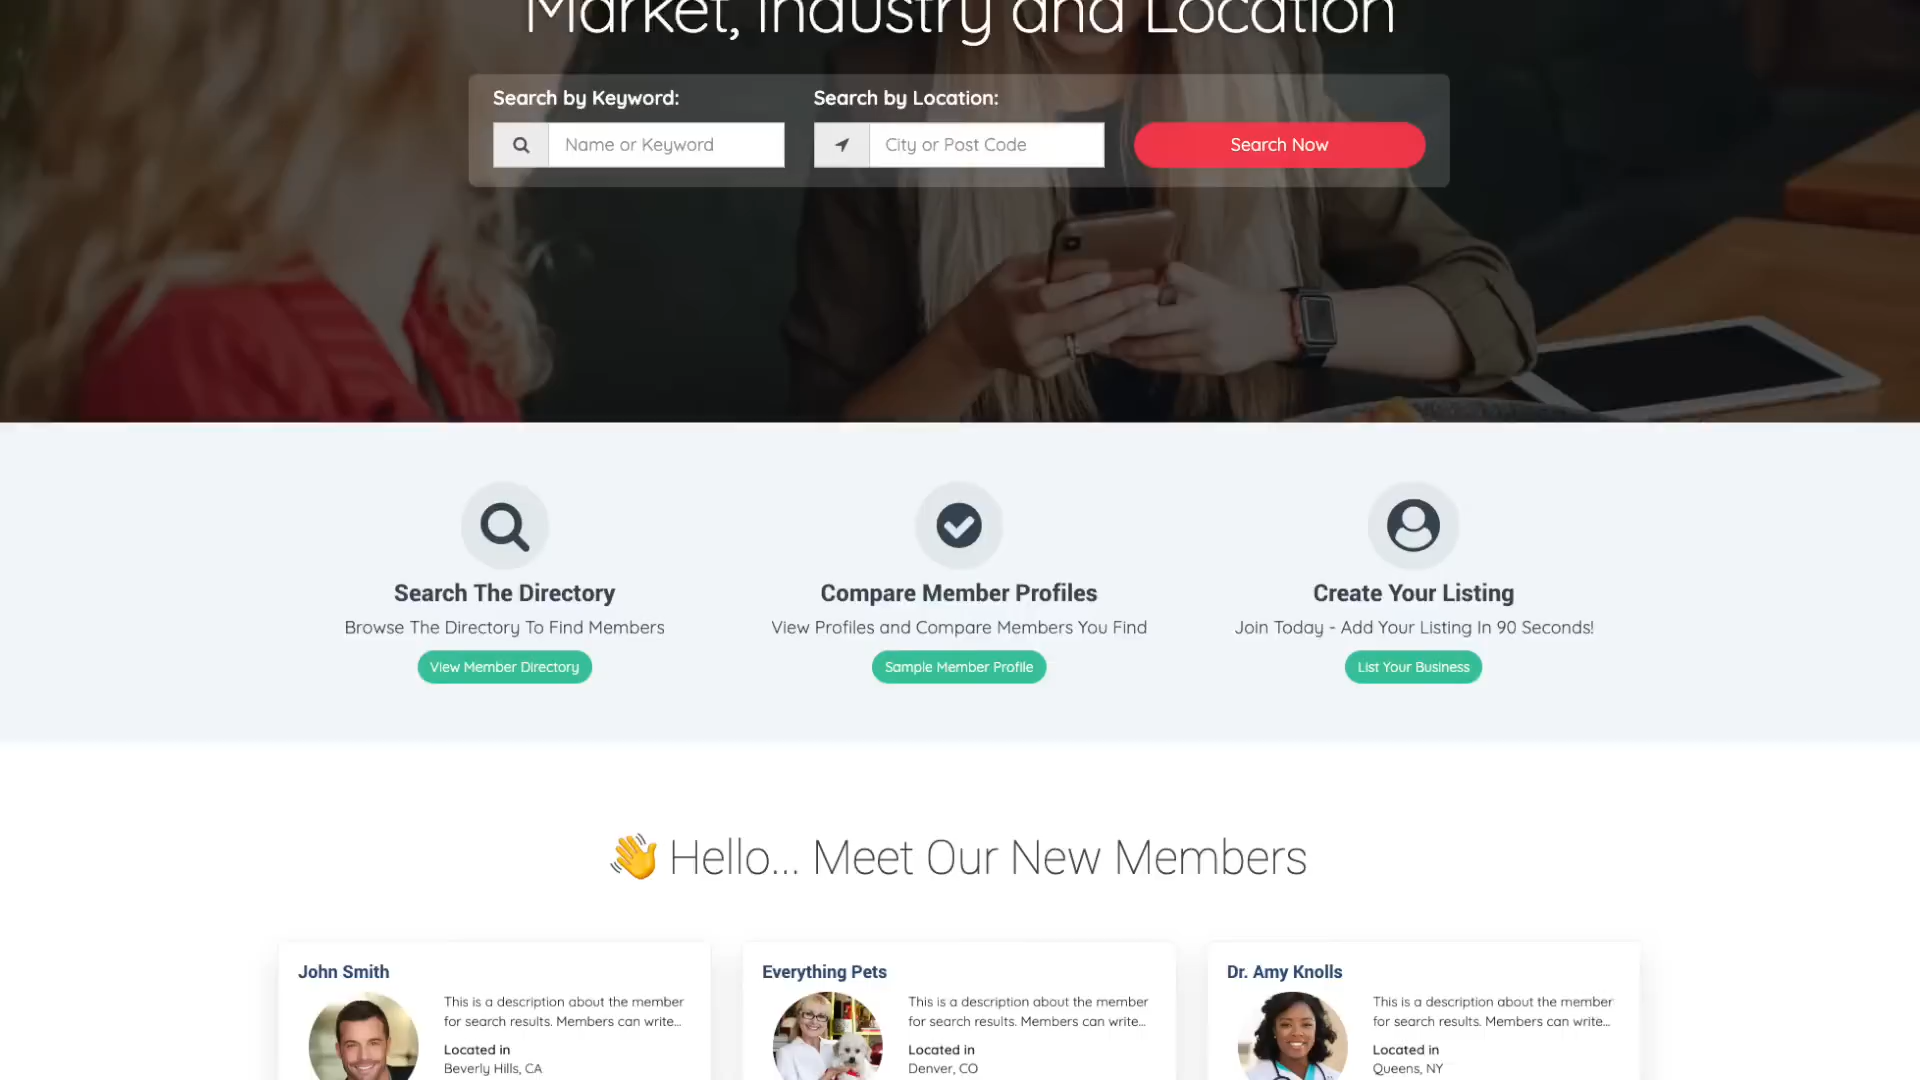 Market, Industry and Location
Search by Keyword:
Search by Location:
Name or Keyword
City or Post Code
Search Now
Search The Directory
Browse The Directory To Find Members
View Member Directory
Compare Member Profiles
View Profiles and Compare Members You Find
Sample Member Profile
Create Your Listing
Join Today - Add Your Listing In 90 Seconds!
List Your Business
👋 Hello... Meet Our New Members
John Smith
This is a description about the member
for search results. Members can write...
Located in
Beverly Hills, CA
Everything Pets
This is a description about the member
for search results. Members can write...
Located in
Denver, CO
Dr. Amy Knolls
This is a description about the member
for search results. Members can write...
Located in
Queens, NY